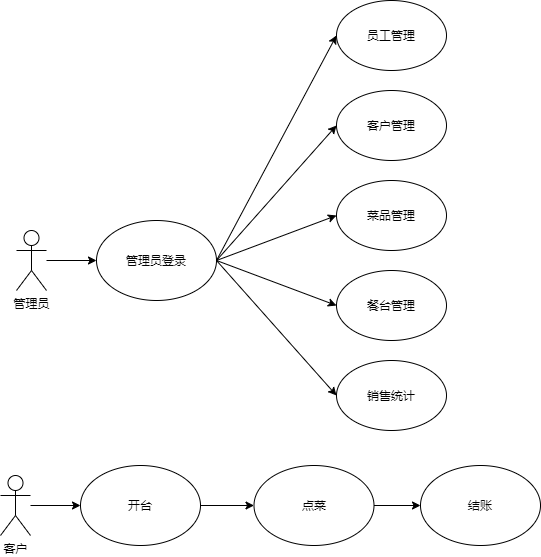 员工管理
客户管理
菜品管理
管理员登录
管理员
餐台管理
销售统计
开台
点菜
结账
客户